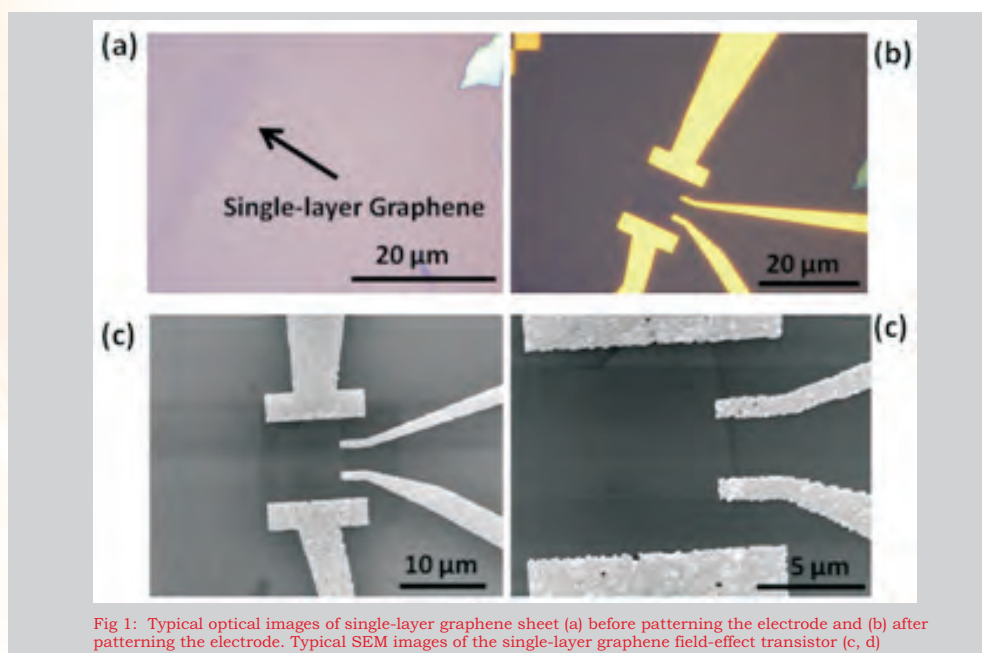 (a)
Single-layer Graphene
20 µm
(b)
20 µm
(c)
10 µm
(c)
5 µm
Fig 1: Typical optical images of single-layer graphene sheet (a) before patterning the electrode and (b) after
patterning the electrode. Typical SEM images of the single-layer graphene field-effect transistor (c, d)